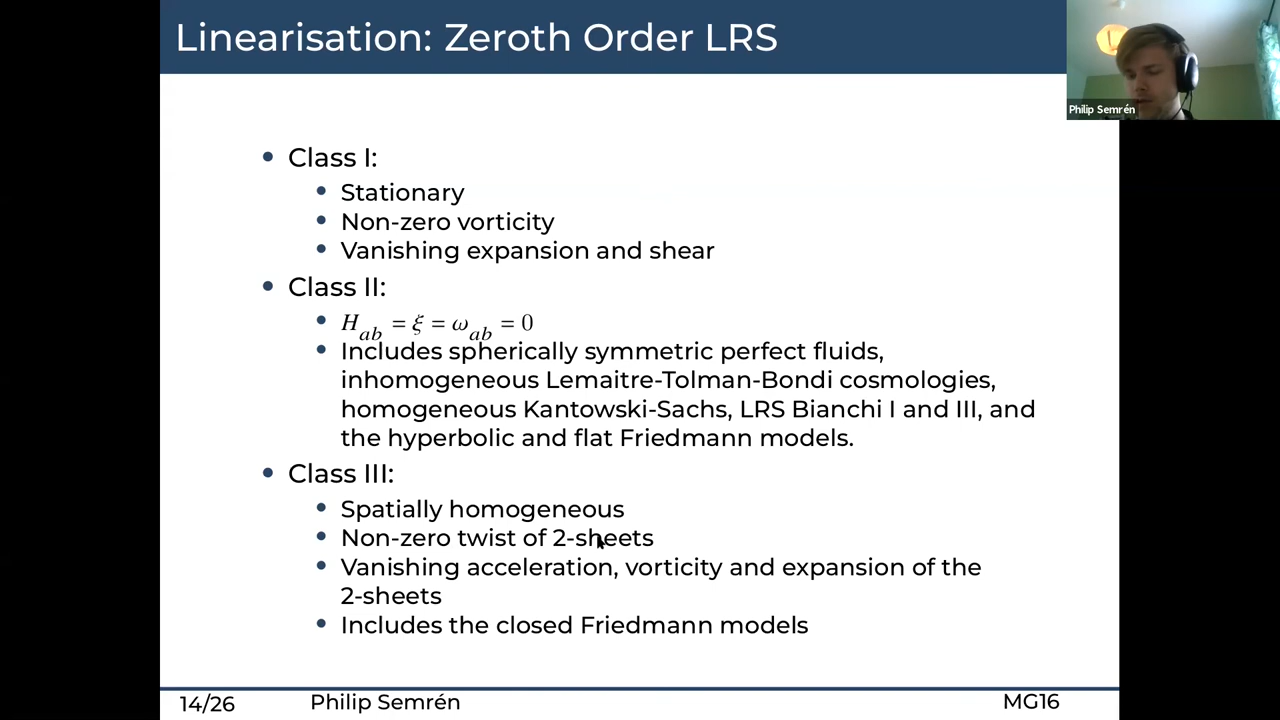 Linearisation: Zeroth Order LRS
Philip Semrén
• Class I:
• Stationary
• Non-zero vorticity
• Vanishing expansion and shear
• Class II:
• H_ab = ξ = ω_ab = 0
• Includes spherically symmetric perfect fluids,
inhomogeneous Lemaitre-Tolman-Bondi cosmologies,
homogeneous Kantowski-Sachs, LRS Bianchi I and III, and
the hyperbolic and flat Friedmann models.
• Class III:
• Spatially homogeneous
• Non-zero twist of 2-sheets
• Vanishing acceleration, vorticity and expansion of the
2-sheets
• Includes the closed Friedmann models
14/26 Philip Semrén MG16